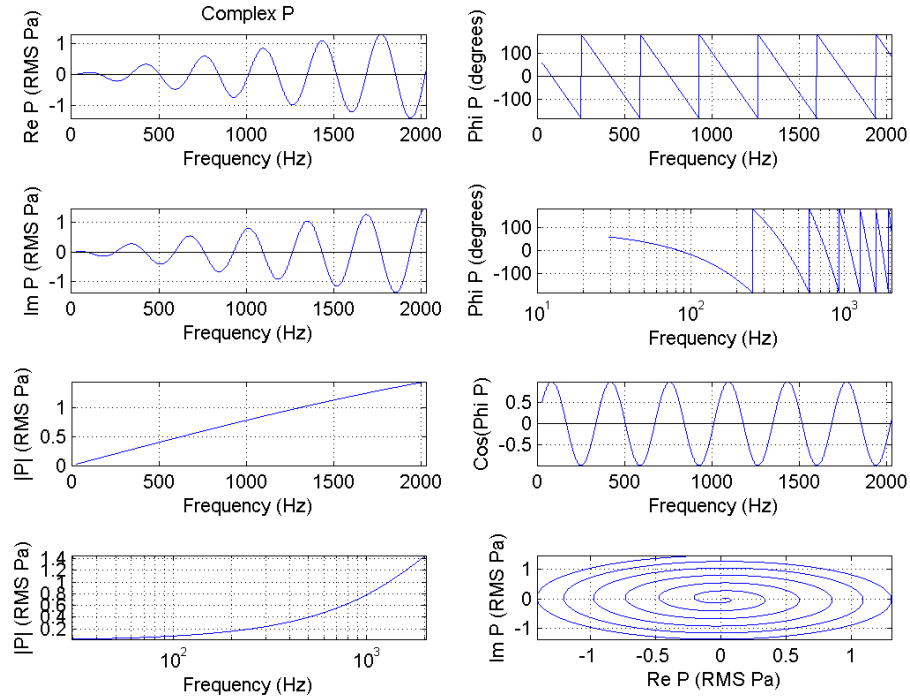 Complex P
Re P (RMS Pa)
1
0
-1
0 500 1000 1500 2000
Frequency (Hz)
Phi P (degrees)
100
0
-100
0 500 1000 1500 2000
Frequency (Hz)
Im P (RMS Pa)
1
0
-1
0 500 1000 1500 2000
Frequency (Hz)
Phi P (degrees)
100
0
-100
10^1 10^2 10^3
Frequency (Hz)
|P| (RMS Pa)
1
0.5
0
0 500 1000 1500 2000
Frequency (Hz)
Cos(Phi P)
0.5
0
-0.5
0 500 1000 1500 2000
Frequency (Hz)
|P| (RMS Pa)
1.4
1.2
1
0.8
0.6
0.4
0.2
10^2 10^3
Frequency (Hz)
Im P (RMS Pa)
1
0
-1
-1 -0.5 0 0.5 1
Re P (RMS Pa)